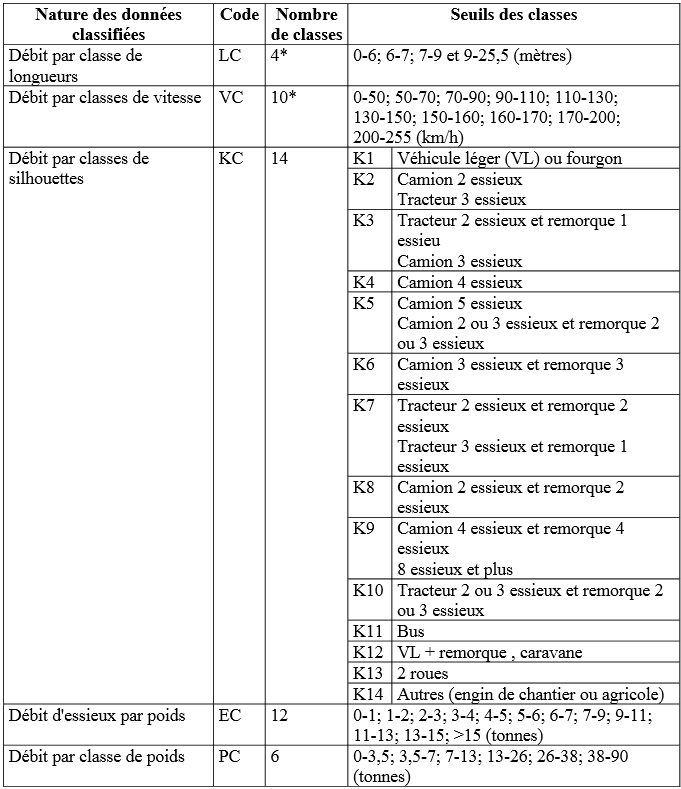 Nature des données classifiées Code Nombre de classes Seuils des classes
Débit par classe de longueurs LC 4* 0-6; 6-7; 7-9 et 9-25,5 (mètres)
Débit par classes de vitesse VC 10* 0-50; 50-70; 70-90; 90-110; 110-130;
130-150; 150-160; 160-170; 170-200;
200-255 (km/h)
Débit par classes de silhouettes KC 14
K1 Véhicule léger (VL) ou fourgon
K2 Camion 2 essieux
Tracteur 3 essieux
K3 Tracteur 2 essieux et remorque 1
essieu
Camion 3 essieux
K4 Camion 4 essieux
K5 Camion 5 essieux
Camion 2 ou 3 essieux et remorque 2
ou 3 essieux
K6 Camion 3 essieux et remorque 3
essieux
K7 Tracteur 2 essieux et remorque 2
essieux
Tracteur 3 essieux et remorque 1
essieux
K8 Camion 2 essieux et remorque 2
essieux
K9 Camion 4 essieux et remorque 4
essieux
8 essieux et plus
K10 Tracteur 2 ou 3 essieux et remorque 2
ou 3 essieux
K11 Bus
K12 VL + remorque , caravane
K13 2 roues
K14 Autres (engin de chantier ou agricole)
Débit d'essieux par poids EC 12 0-1; 1-2; 2-3; 3-4; 4-5; 5-6; 6-7; 7-9; 9-11;
11-13; 13-15; >15 (tonnes)
Débit par classe de poids PC 6 0-3,5; 3,5-7; 7-13; 13-26; 26-38; 38-90
(tonnes)